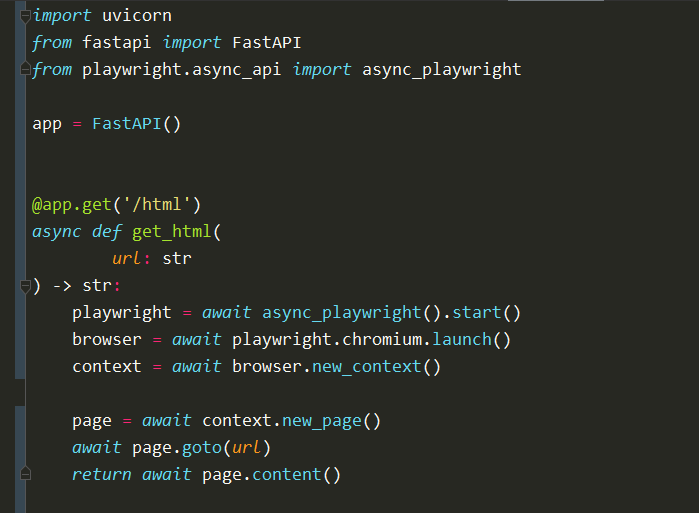 import uvicorn
from fastapi import FastAPI
from playwright.async_api import async_playwright
app = FastAPI()
@app.get('/html')
async def get_html(
url: str
) -> str:
playwright = await async_playwright().start()
browser = await playwright.chromium.launch()
context = await browser.new_context()
page = await context.new_page()
await page.goto(url)
return await page.content()